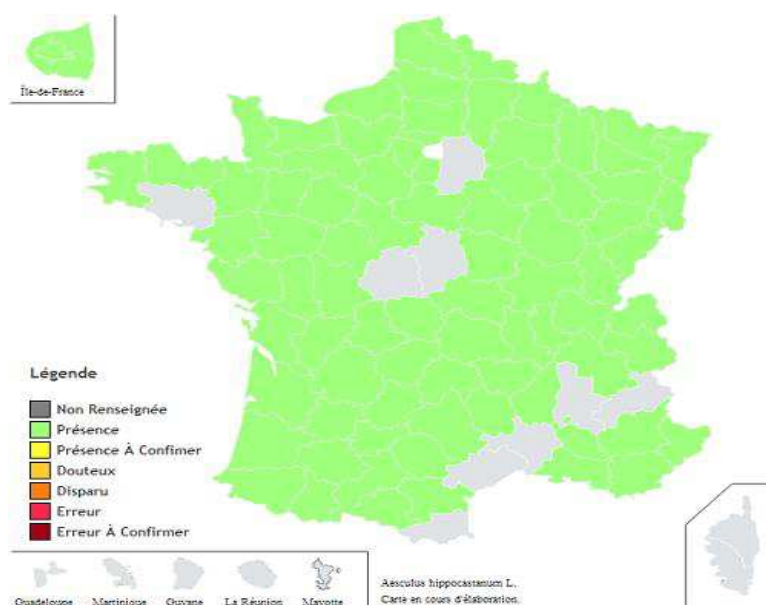 Île-de-France
Légende
Non Renseignée
Présence
Présence À Confimer
Douteux
Disparu
Erreur
Erreur À Confirmer
Guadeloupe Martinique Guyane La Réunion Mayotte
Aesculus hippocastanum L.
Carte en cours d'élaboration.